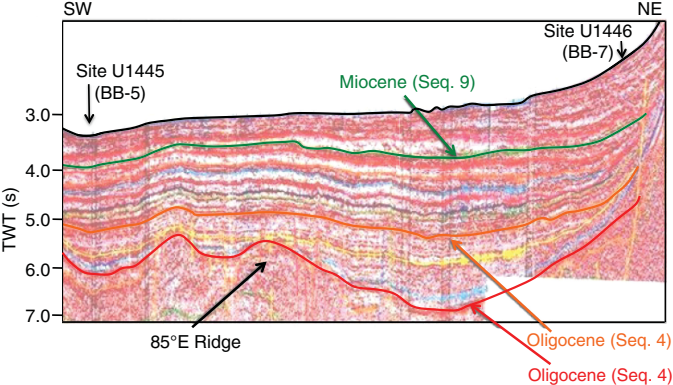 SW
NE
Site U1446
(BB-7)
Site U1445
(BB-5)
Miocene (Seq. 9)
3.0
4.0
5.0
6.0
7.0
TWT (s)
85°E Ridge
Oligocene (Seq. 4)
Oligocene (Seq. 4)